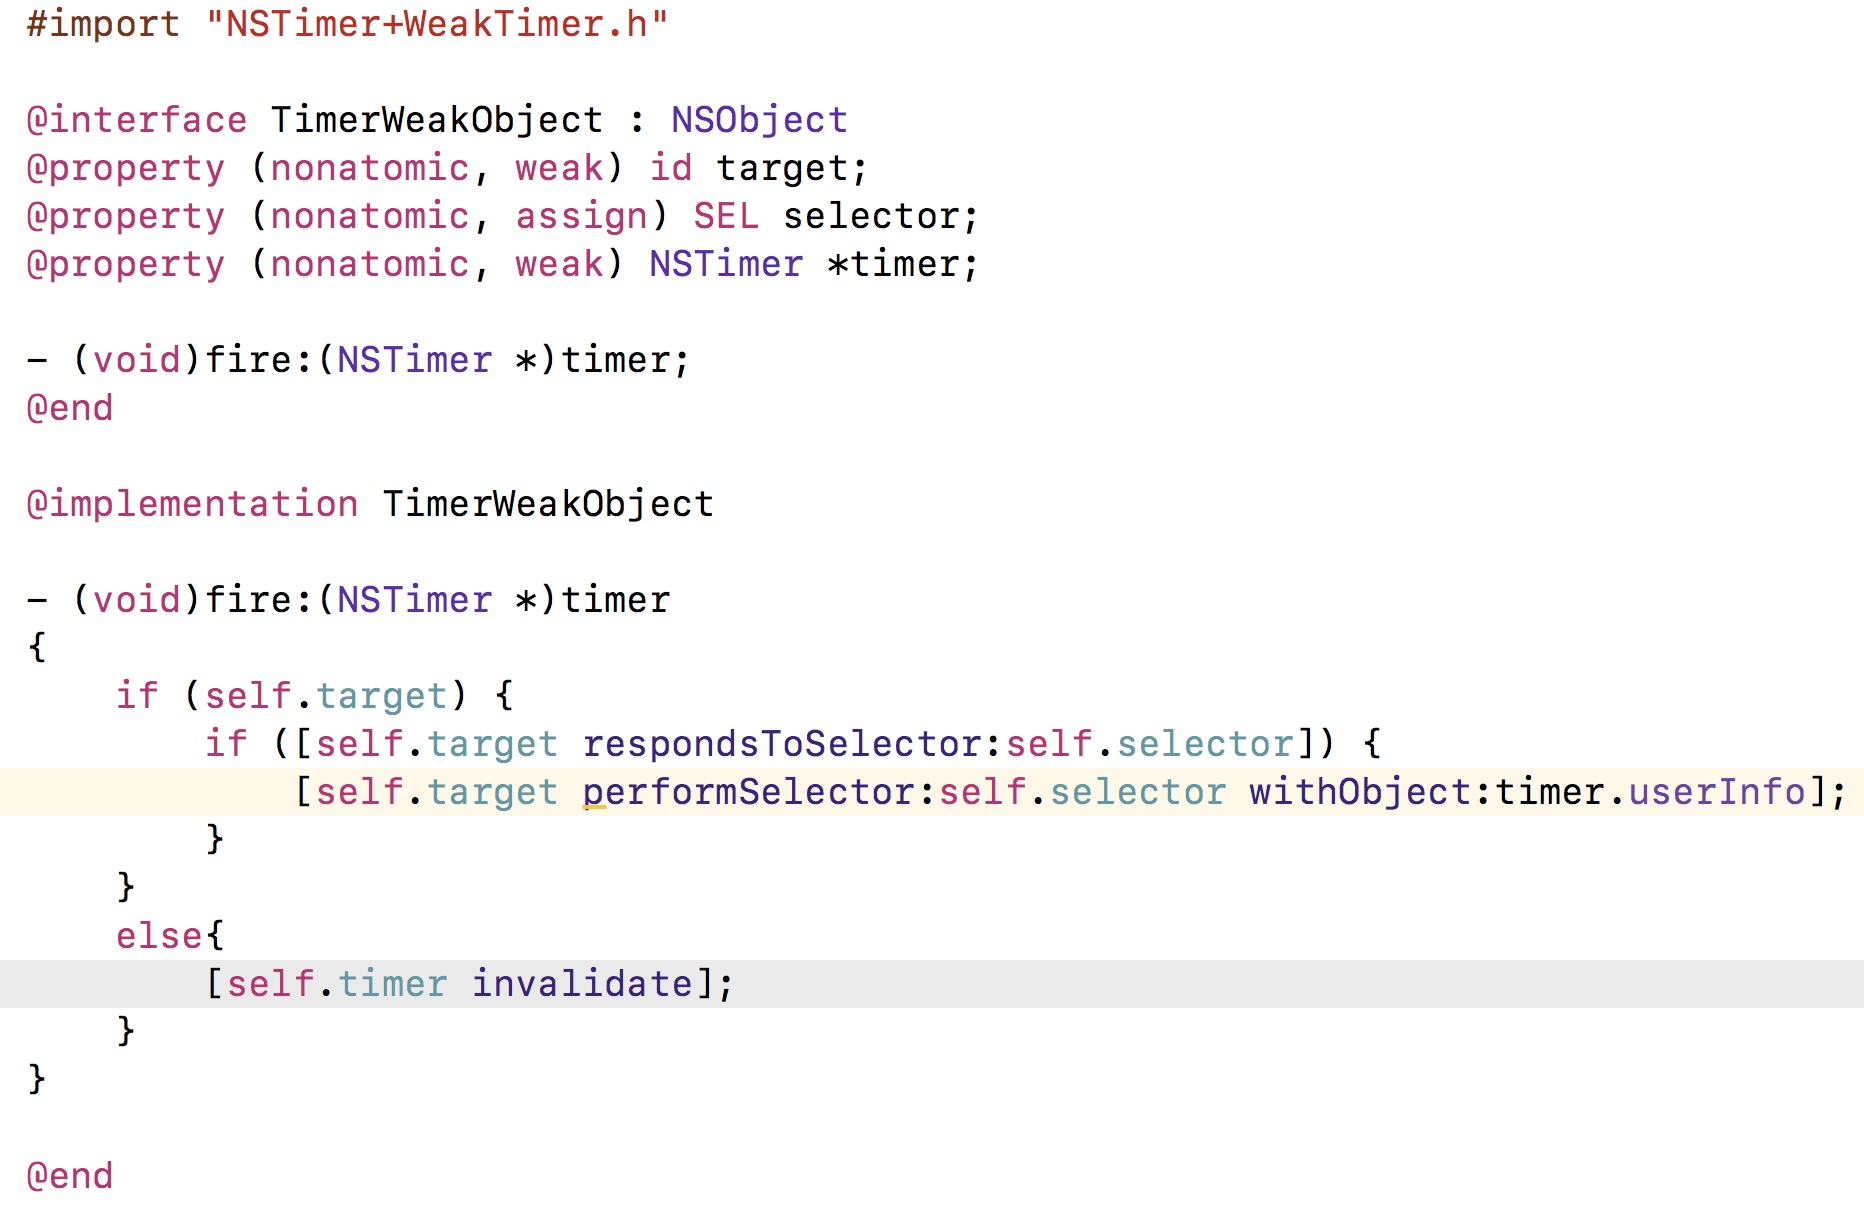 #import "NSTimer+WeakTimer.h"
@interface TimerWeakObject : NSObject
@property (nonatomic, weak) id target;
@property (nonatomic, assign) SEL selector;
@property (nonatomic, weak) NSTimer *timer;
- (void)fire:(NSTimer *)timer;
@end
@implementation TimerWeakObject
- (void)fire:(NSTimer *)timer
{
    if (self.target) {
        if ([self.target respondsToSelector:self.selector]) {
            [self.target performSelector:self.selector withObject:timer.userInfo];
        }
    }
    else{
        [self.timer invalidate];
    }
}
@end